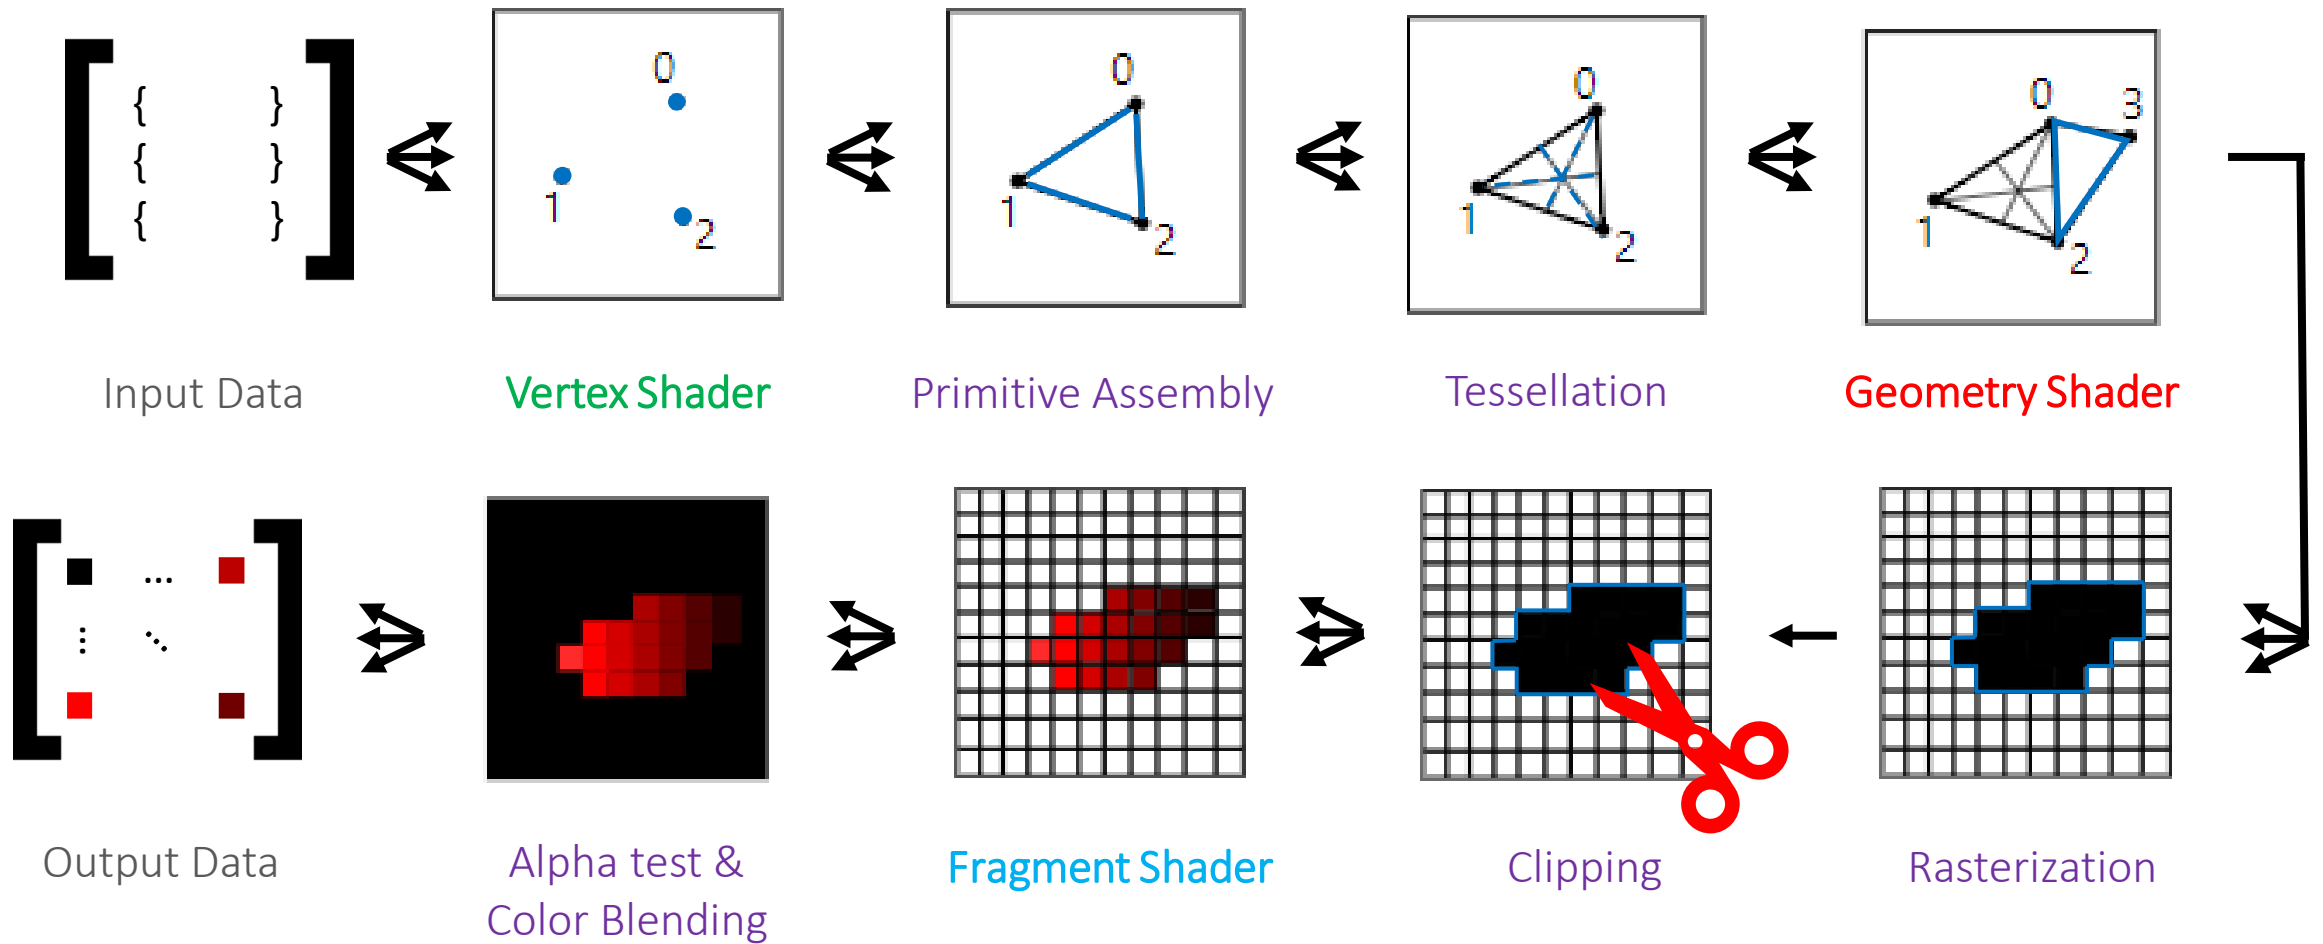 { }
{ }
{ }
0
1
2
0
1
2
0
1
2
0
3
1
2
Input Data
Vertex Shader
Primitive Assembly
Tessellation
Geometry Shader
...
Output Data
Alpha test &
Color Blending
Fragment Shader
Clipping
Rasterization